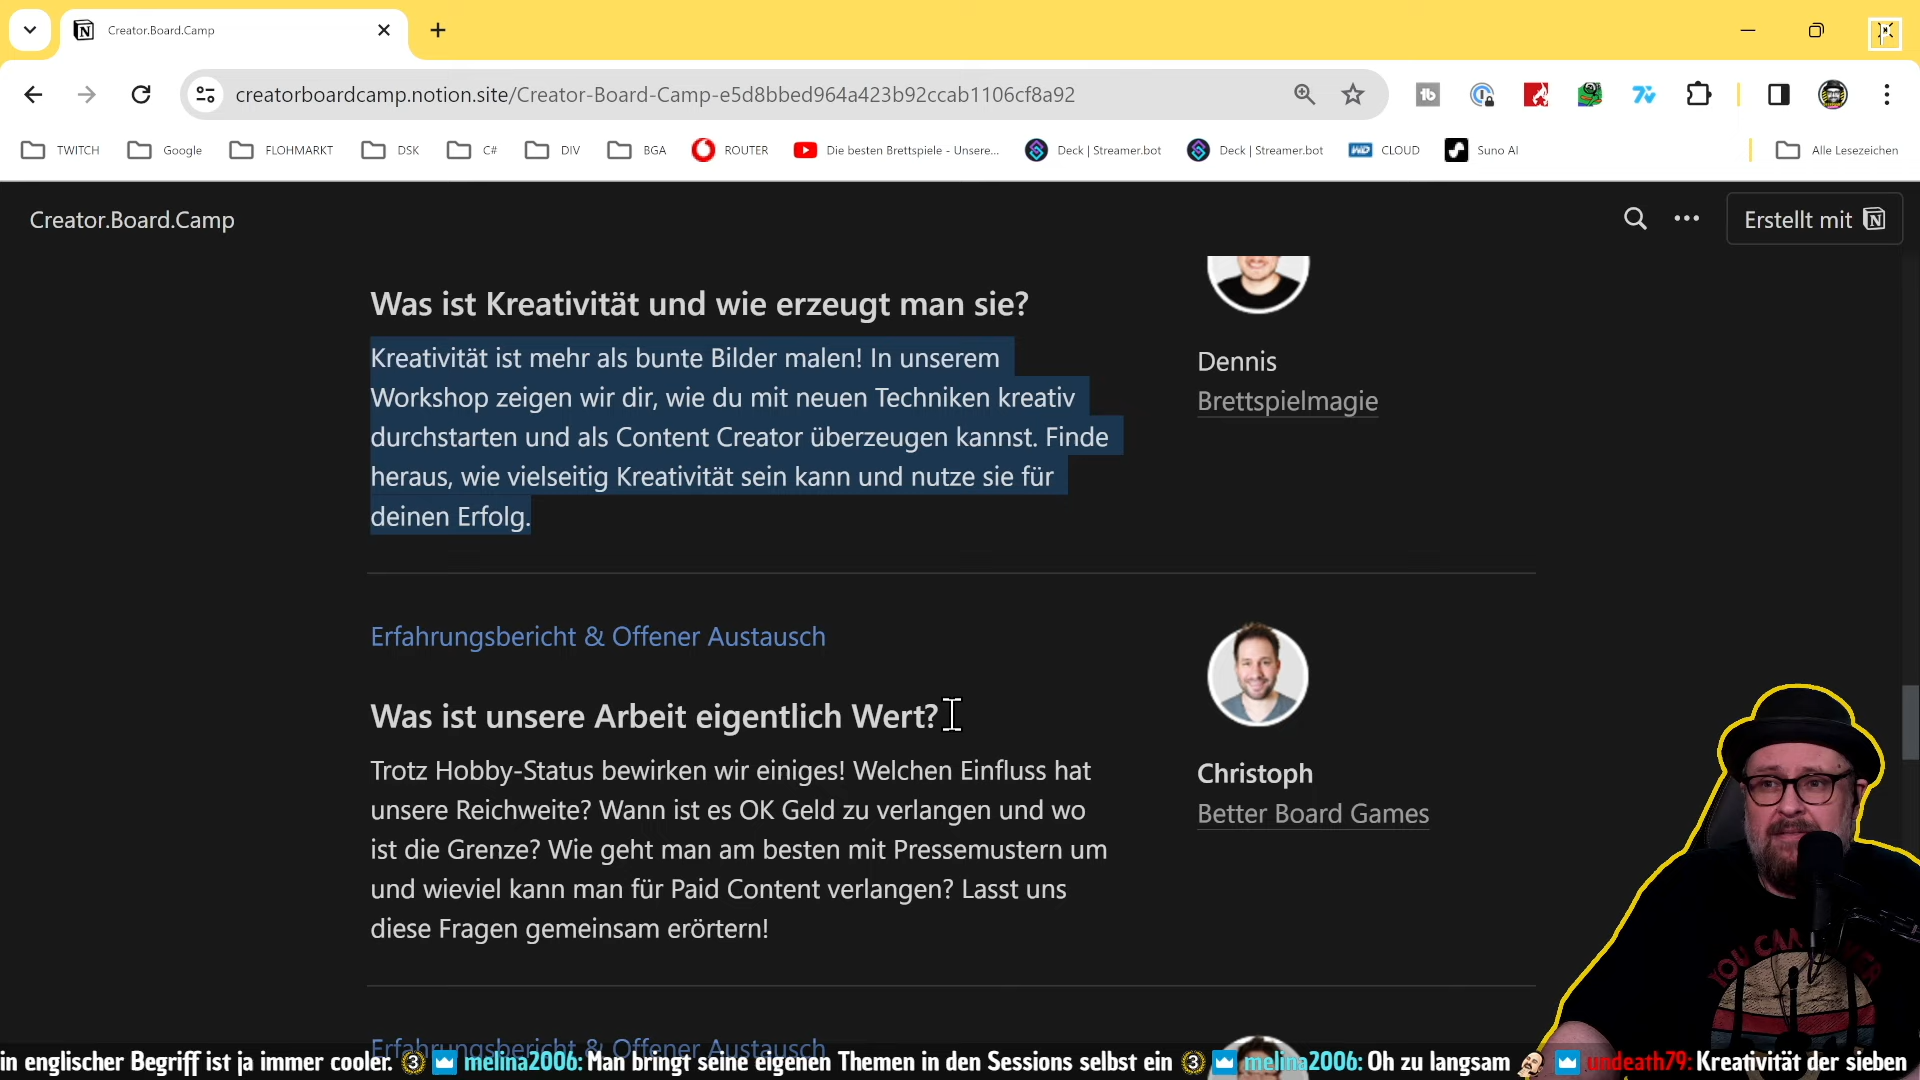 Creator.Board.Camp
creatorboardcamp.notion.site/Creator-Board-Camp-e5d8bbed964a423b92ccab1106cf8a92
TWITCH
Google
FLOHMARKT
DSK
C#
DIV
BGA
ROUTER
Die besten Brettspiele - Unsere...
Deck | Streamer.bot
Deck | Streamer.bot
CLOUD
Suno AI
Alle Lesezeichen
Creator.Board.Camp
Erstellt mit
Was ist Kreativität und wie erzeugt man sie?
Kreativität ist mehr als bunte Bilder malen! In unserem
Workshop zeigen wir dir, wie du mit neuen Techniken kreativ
durchstarten und als Content Creator überzeugen kannst. Finde
heraus, wie vielseitig Kreativität sein kann und nutze sie für
deinen Erfolg.
Dennis
Brettspielmagie
Erfahrungsbericht & Offener Austausch
Was ist unsere Arbeit eigentlich Wert?
Trotz Hobby-Status bewirken wir einiges! Welchen Einfluss hat
unsere Reichweite? Wann ist es OK Geld zu verlangen und wo
ist die Grenze? Wie geht man am besten mit Pressemustern um
und wieviel kann man für Paid Content verlangen? Lasst uns
diese Fragen gemeinsam erörtern!
Christoph
Better Board Games
Erfahrungsbericht & Offener Austausch
YOU CAN
in englischer Begriff ist ja immer cooler. 3 melina2006: Man bringt seine eigenen Themen in den Sessions selbst ein 3 melina2006: Oh zu langsam undeath79: Kreativität der sieben